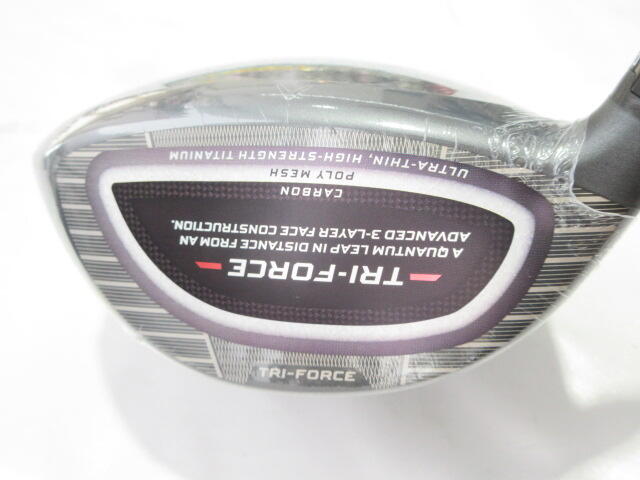 TRI-FORCE
A QUANTUM LEAP IN DISTANCE FROM AN
ADVANCED 3-LAYER FACE CONSTRUCTION.
CARBON
POLY MESH
ULTRA-THIN, HIGH-STRENGTH TITANIUM
TRI-FORCE